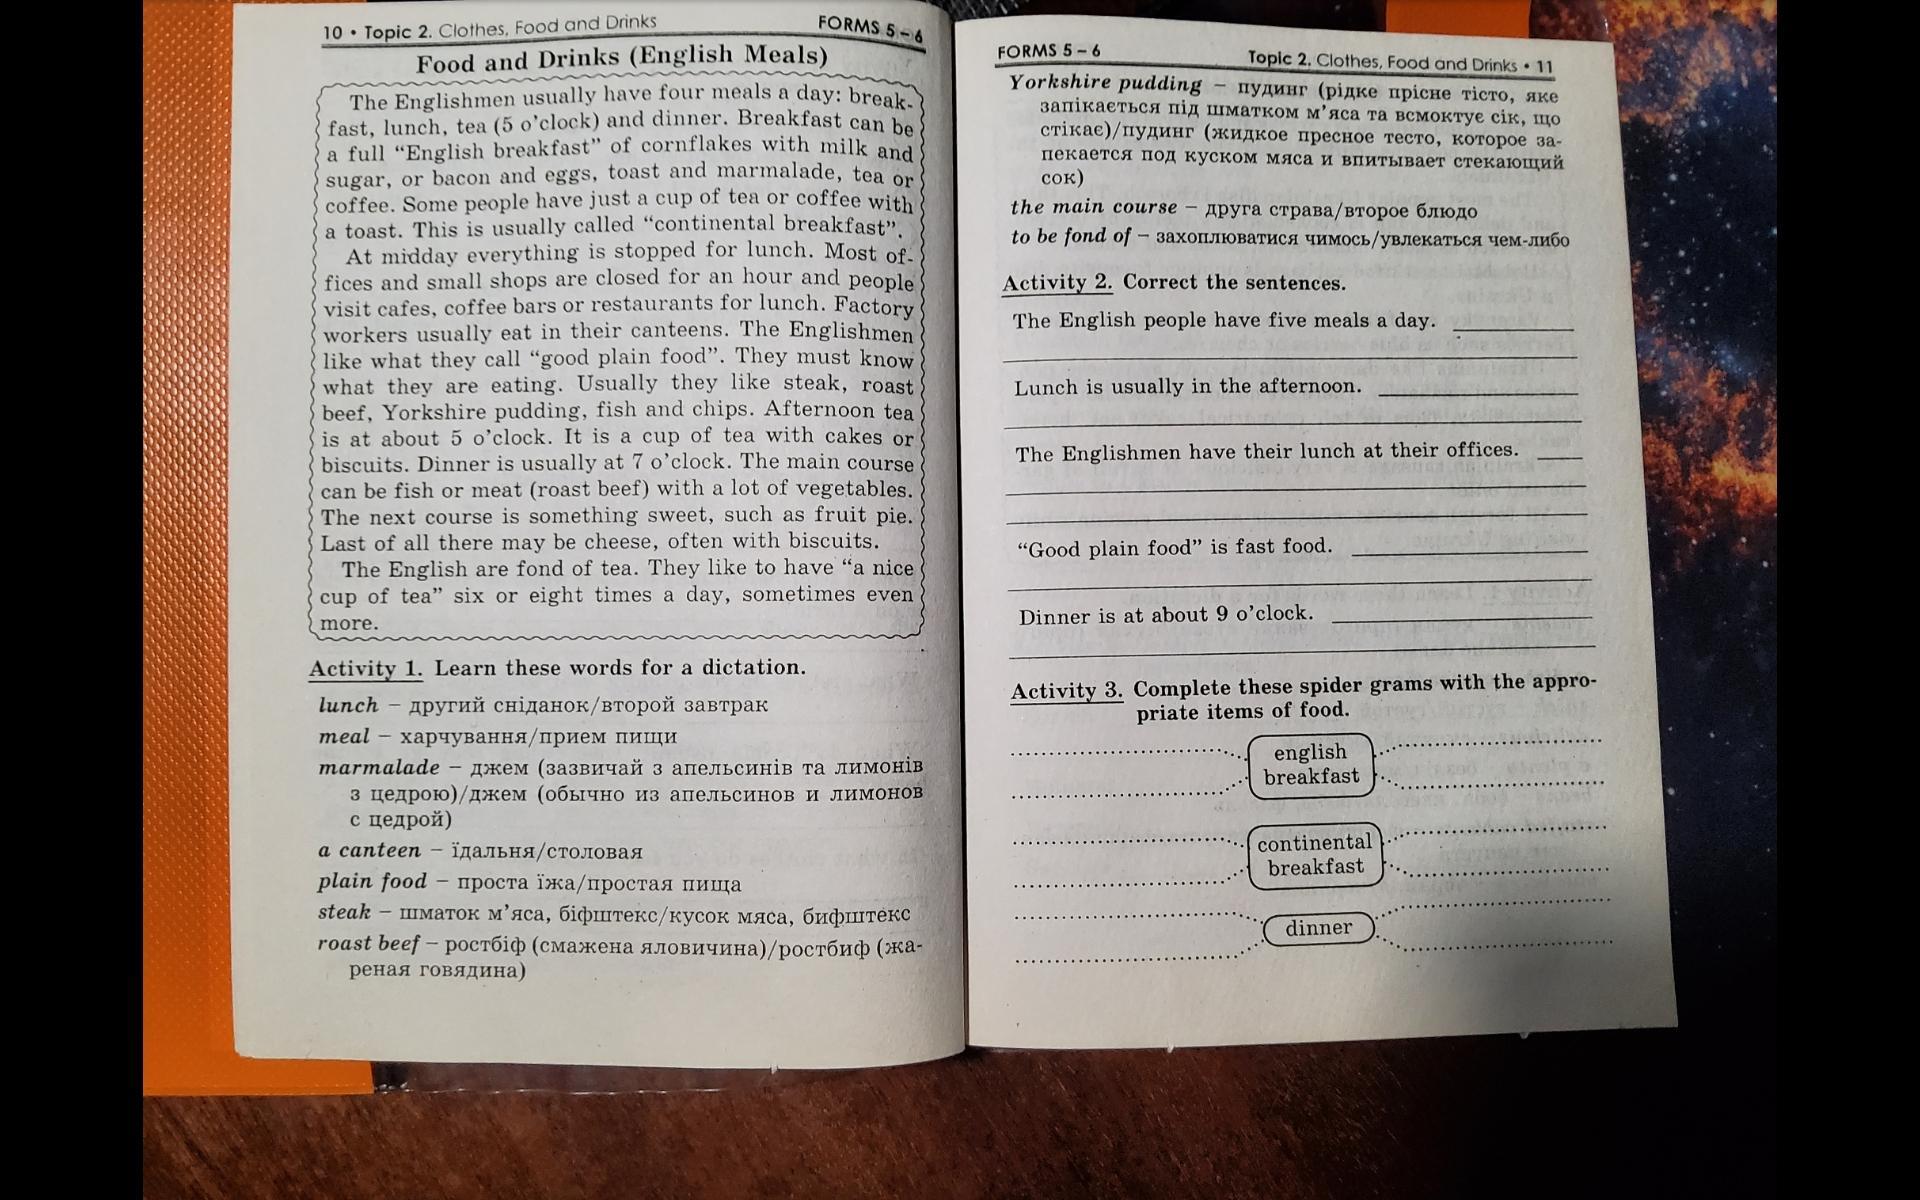 10 • Topic 2. Clothes, Food and Drinks FORMS 5 – 6
Food and Drinks (English Meals)
The Englishmen usually have four meals a day: break-
fast, lunch, tea (5 o'clock) and dinner. Breakfast can be
a full “English breakfast” of cornflakes with milk and
sugar, or bacon and eggs, toast and marmalade, tea or
coffee. Some people have just a cup of tea or coffee with
a toast. This is usually called “continental breakfast”.
At midday everything is stopped for lunch. Most of-
fices and small shops are closed for an hour and people
visit cafes, coffee bars or restaurants for lunch. Factory
workers usually eat in their canteens. The Englishmen
like what they call “good plain food”. They must know
what they are eating. Usually they like steak, roast
beef, Yorkshire pudding, fish and chips. Afternoon tea
is at about 5 o'clock. It is a cup of tea with cakes or
biscuits. Dinner is usually at 7 o'clock. The main course
can be fish or meat (roast beef) with a lot of vegetables.
The next course is something sweet, such as fruit pie.
Last of all there may be cheese, often with biscuits.
The English are fond of tea. They like to have “a nice
cup of tea” six or eight times a day, sometimes even
more.
Activity 1. Learn these words for a dictation.
lunch – другий сніданок/второй завтрак
meal – харчування/прием пищи
marmalade – джем (зазвичай з апельсинів та лимонів
з цедрою)/джем (обычно из апельсинов и лимонов
с цедрой)
a canteen – їдальня/столовая
plain food – проста їжа/простая пища
steak – шматок м'яса, біфштекс/кусок мяса, бифштекс
roast beef – ростбіф (смажена яловичина)/ростбиф (жа-
реная говядина)
FORMS 5 – 6 Topic 2. Clothes, Food and Drinks • 11
Yorkshire pudding – пудинг (рідке прісне тісто, яке
запікається під шматком м'яса та всмоктує сік, що
стікає)/пудинг (жидкое пресное тесто, которое за-
пекается под куском мяса и впитывает стекающий
сок)
the main course – друга страва/второе блюдо
to be fond of – захоплюватися чимось/увлекаться чем-либо
Activity 2. Correct the sentences.
The English people have five meals a day.
Lunch is usually in the afternoon.
The Englishmen have their lunch at their offices.
“Good plain food” is fast food.
Dinner is at about 9 o'clock.
Activity 3. Complete these spider grams with the appro-
priate items of food.
english
breakfast
continental
breakfast
dinner